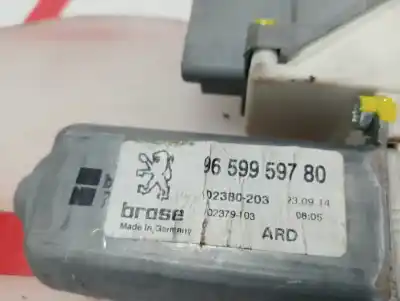 96 599 597 80
02380-203 23.09.14
brose 02379-103 08:05
Made in Germany ARD